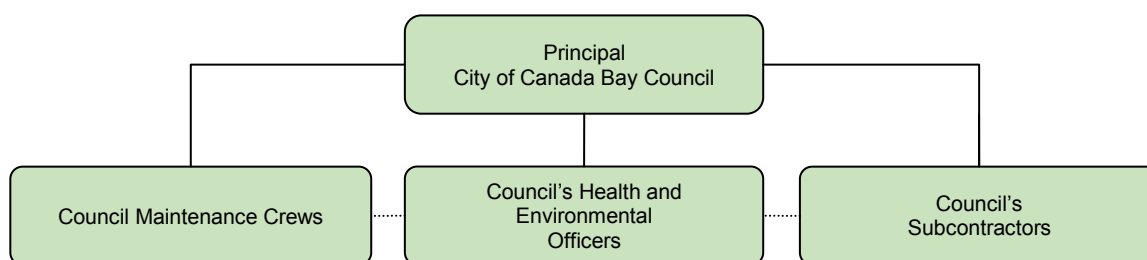 Principal
City of Canada Bay Council
Council Maintenance Crews
Council’s Health and
Environmental
Officers
Council’s
Subcontractors